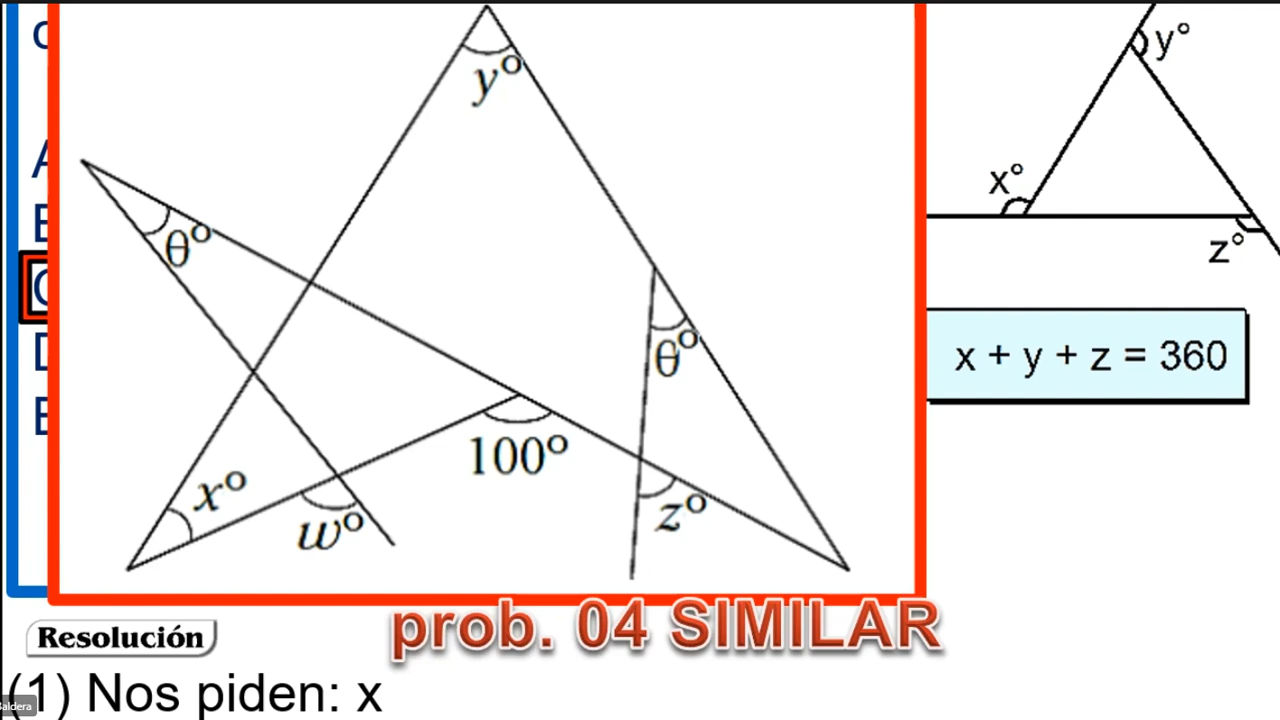 y°
θ°
θ°
100°
x°
w°
z°
y°
x°
z°
x + y + z = 360
prob. 04 SIMILAR
Resolución
(1) Nos piden: x